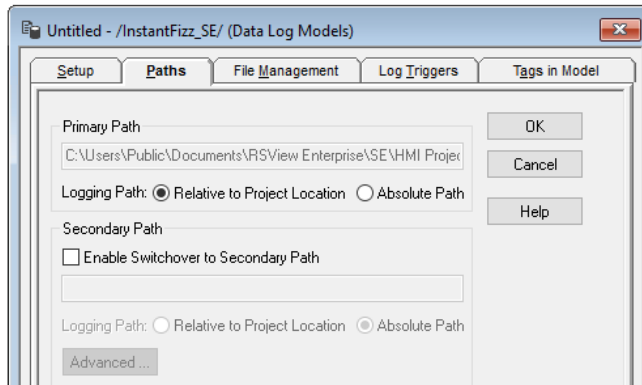 Untitled - /InstantFizz_SE/ (Data Log Models)
Setup Paths File Management Log Triggers Tags in Model
Primary Path
OK
C:\Users\Public\Documents\RSView Enterprise\SE\HMI Projec
Cancel
Logging Path: Relative to Project Location Absolute Path
Help
Secondary Path
Enable Switchover to Secondary Path
Logging Path: Relative to Project Location Absolute Path
Advanced ...